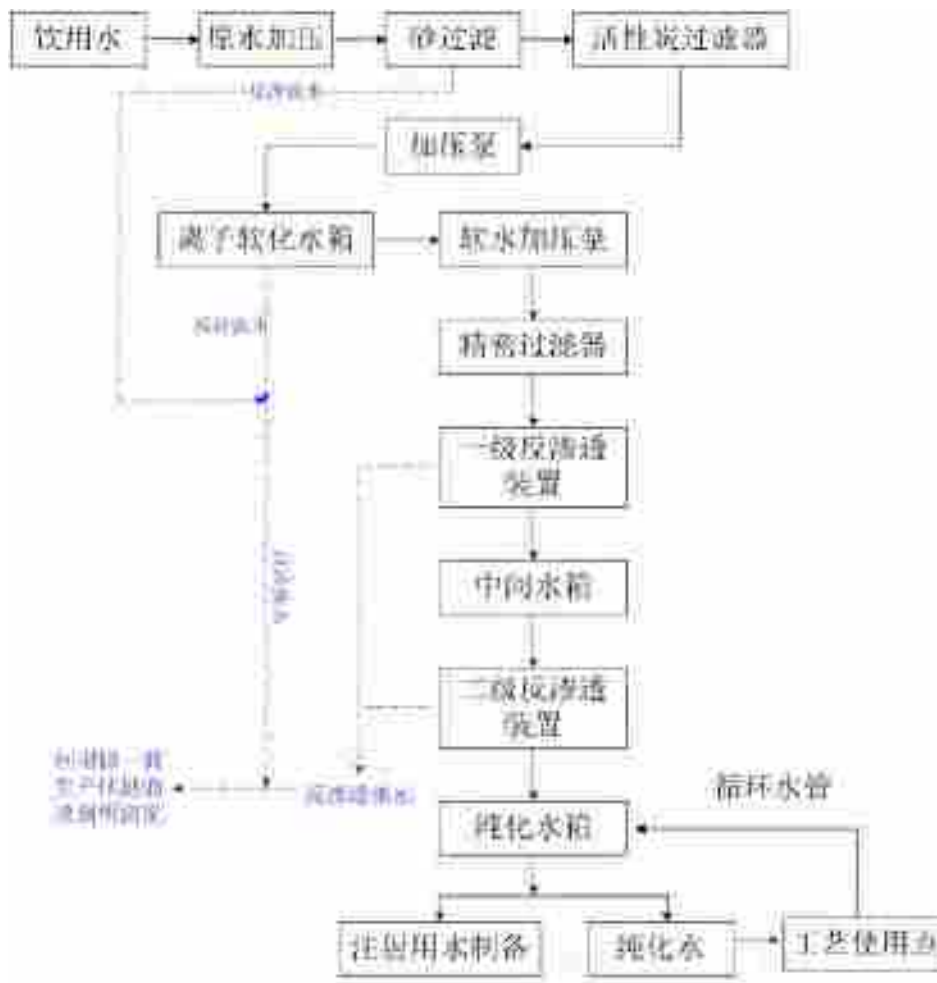 饮用水
原水加压
砂过滤
活性炭过滤器
反冲废水
加压泵
离子软化水箱
软水加压泵
精密过滤器
一级反渗透
装置
中间水箱
二级反渗透
装置
循环水管
纯化水箱
注射用水制备
纯化水
工艺使用点